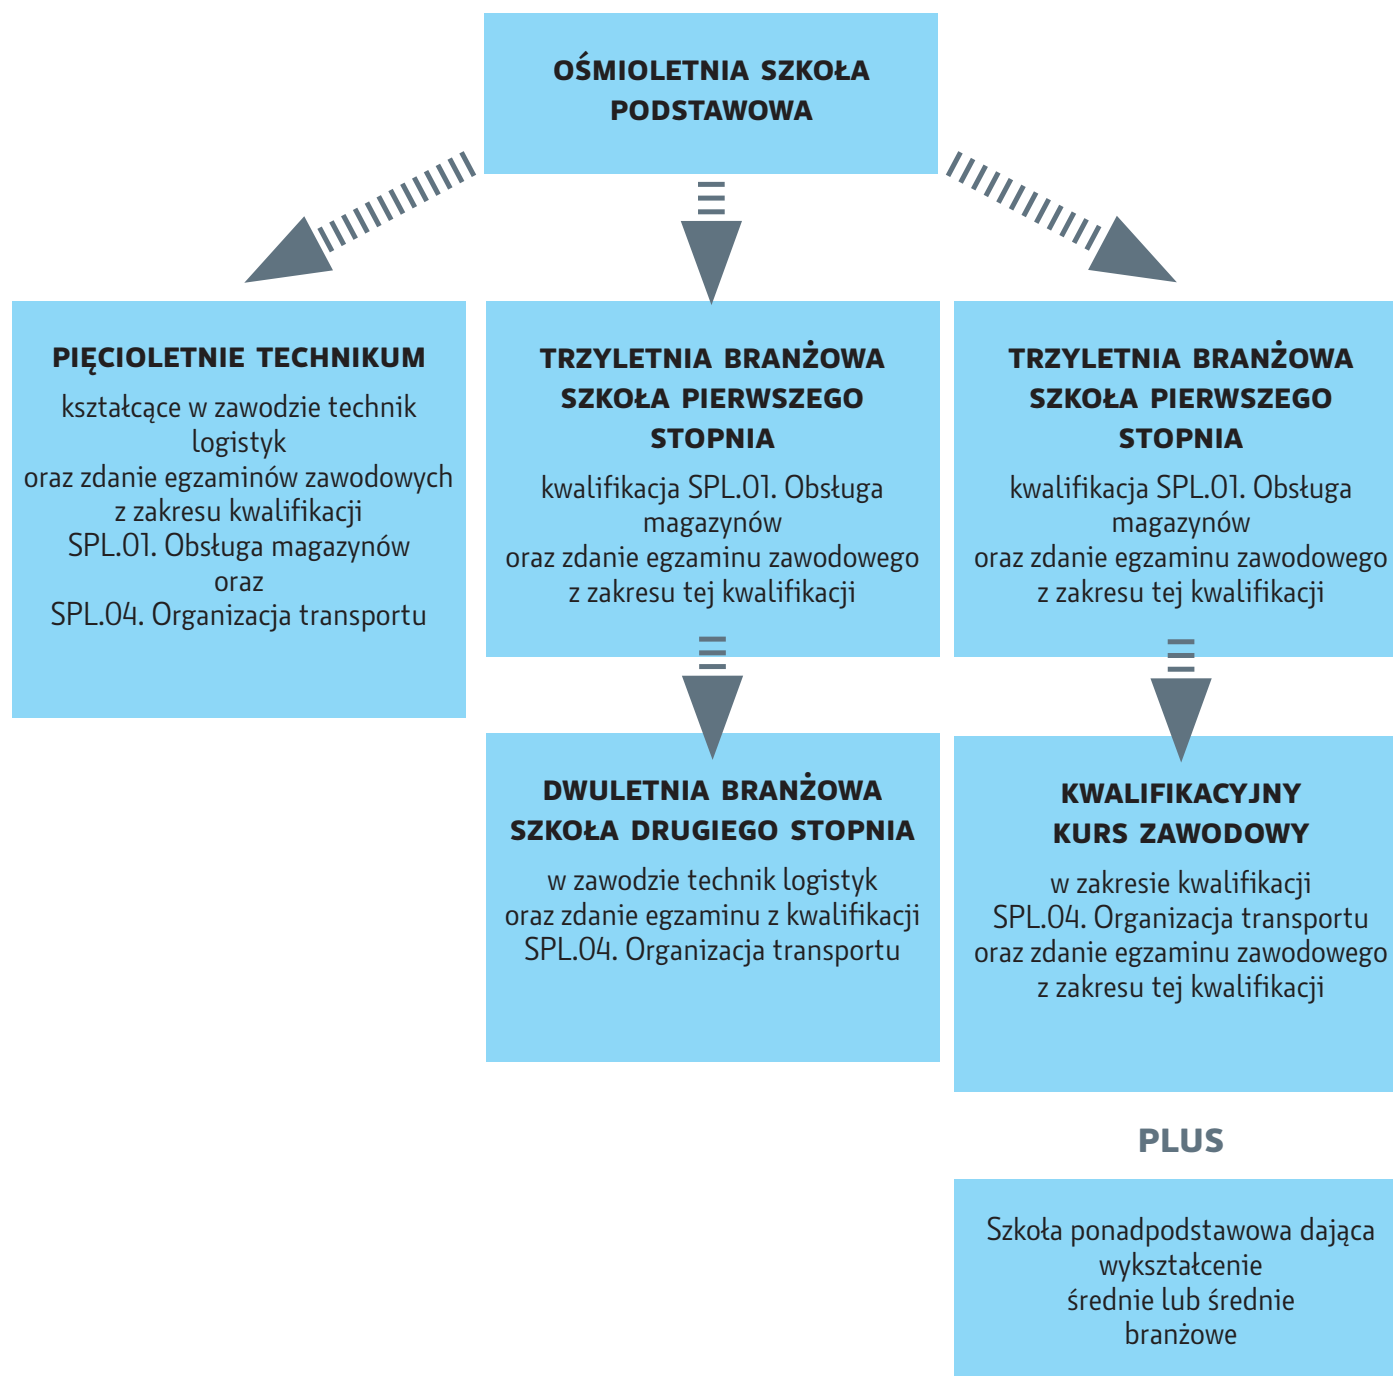 OŚMIOLETNIA SZKOŁA
PODSTAWOWA
PIĘCIOLETNIE TECHNIKUM
kształcące w zawodzie technik
logistyk
oraz zdanie egzaminów zawodowych
z zakresu kwalifikacji
SPL.01. Obsługa magazynów
oraz
SPL.04. Organizacja transportu
TRZYLETNIA BRANŻOWA
SZKOŁA PIERWSZEGO
STOPNIA
kwalifikacja SPL.01. Obsługa
magazynów
oraz zdanie egzaminu zawodowego
z zakresu tej kwalifikacji
TRZYLETNIA BRANŻOWA
SZKOŁA PIERWSZEGO
STOPNIA
kwalifikacja SPL.01. Obsługa
magazynów
oraz zdanie egzaminu zawodowego
z zakresu tej kwalifikacji
DWULETNIA BRANŻOWA
SZKOŁA DRUGIEGO STOPNIA
w zawodzie technik logistyk
oraz zdanie egzaminu z kwalifikacji
SPL.04. Organizacja transportu
KWALIFIKACYJNY
KURS ZAWODOWY
w zakresie kwalifikacji
SPL.04. Organizacja transportu
oraz zdanie egzaminu zawodowego
z zakresu tej kwalifikacji
PLUS
Szkoła ponadpodstawowa dająca
wykształcenie
średnie lub średnie
branżowe